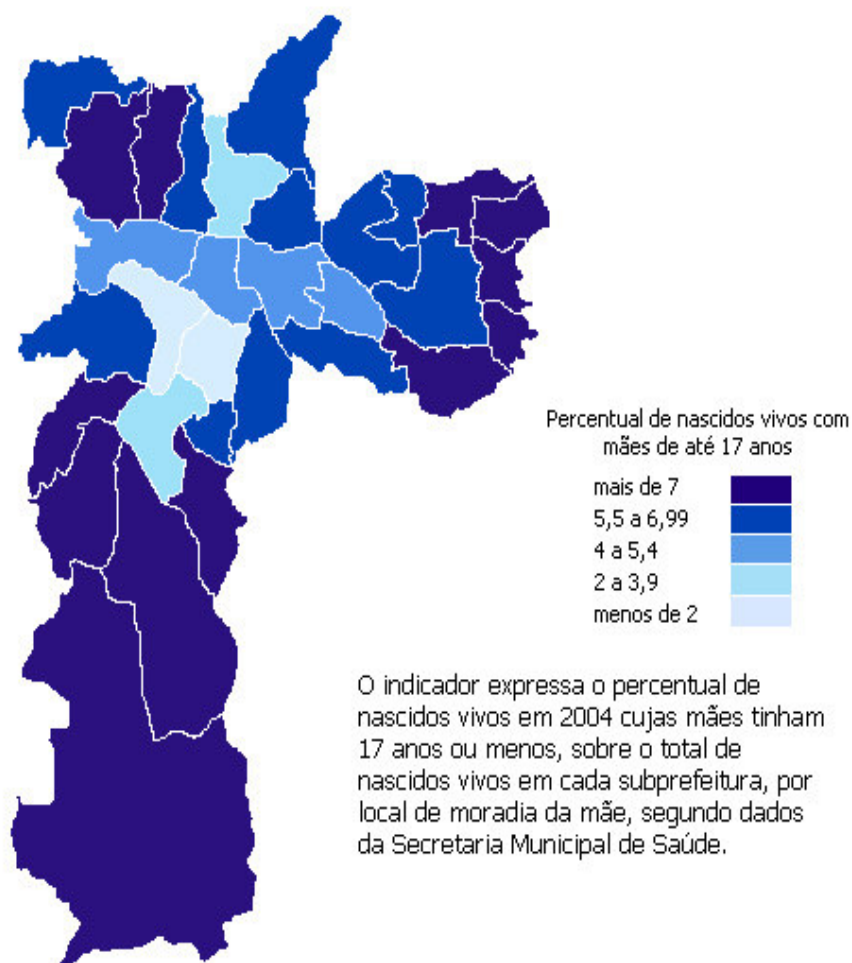 Percentual de nascidos vivos com
mães de até 17 anos
mais de 7
5,5 a 6,99
4 a 5,4
2 a 3,9
menos de 2
O indicador expressa o percentual de
nascidos vivos em 2004 cujas mães tinham
17 anos ou menos, sobre o total de
nascidos vivos em cada subprefeitura, por
local de moradia da mãe, segundo dados
da Secretaria Municipal de Saúde.